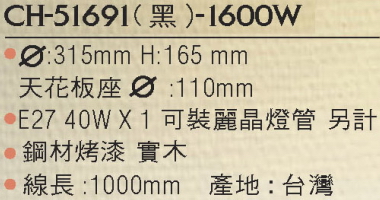 CH-51691(黑)-1600W
•Ø:315mm H:165 mm
天花板座 Ø :110mm
•E27 40W X 1 可裝麗晶燈管 另計
•鋼材烤漆 實木
•線長:1000mm 產地:台灣